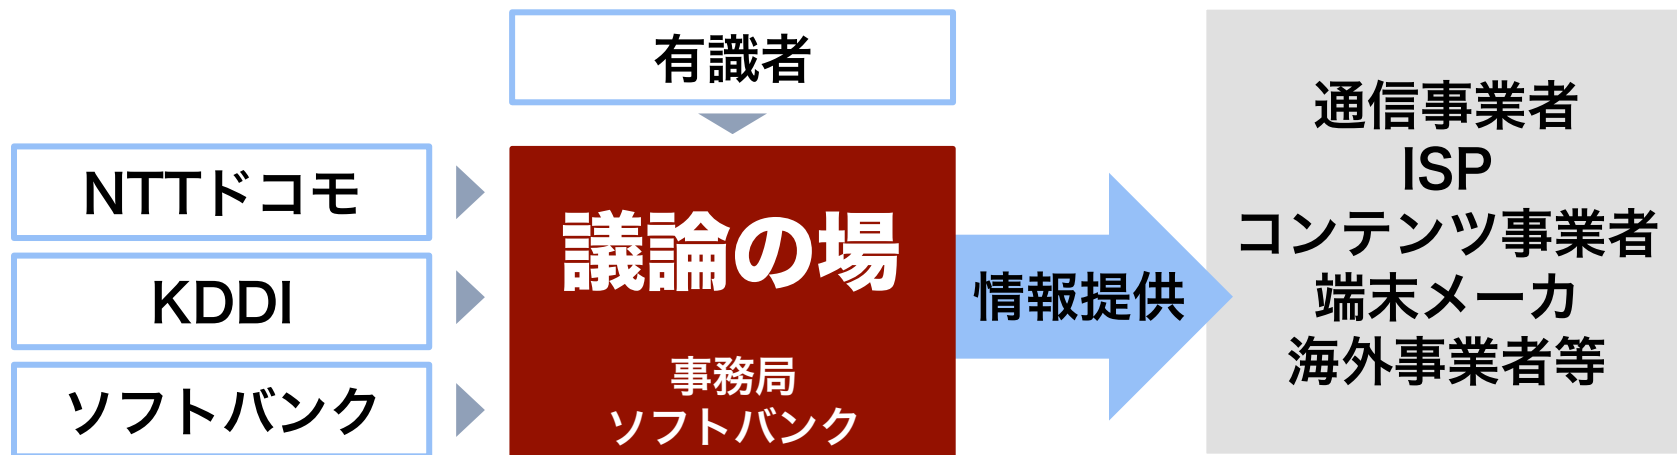 有識者
NTTドコモ
KDDI
ソフトバンク
議論の場
事務局
ソフトバンク
情報提供
通信事業者
ISP
コンテンツ事業者
端末メーカ
海外事業者等